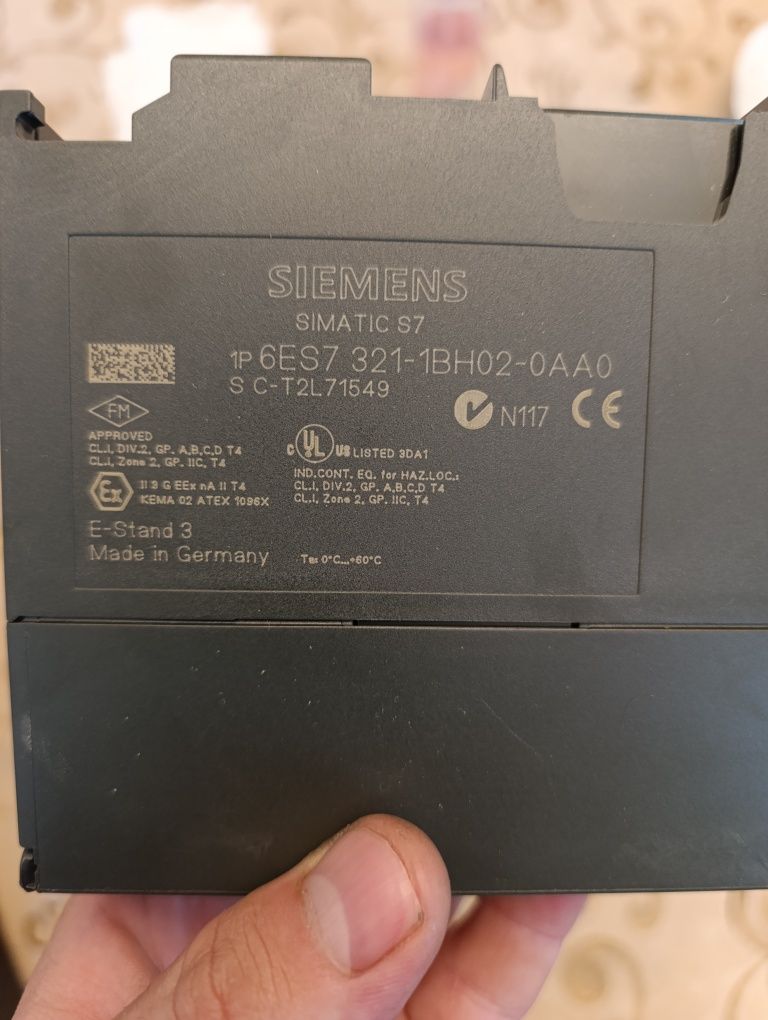 SIEMENS
SIMATIC S7
1P 6ES7 321-1BH02-0AA0
S C-T2L71549
N117 CE
FM
APPROVED
CL.I, DIV.2, GP. A,B,C,D T4
CL.I, Zone 2, GP. IIC, T4
Ex
II 3 G EEx nA II T4
KEMA 02 ATEX 1096X
c UL US LISTED 3DA1
IND.CONT. EQ. for HAZ.LOC.:
CL.I, DIV.2, GP. A,B,C,D T4
CL.I, Zone 2, GP. IIC, T4
E-Stand 3
Made in Germany
Ta: 0°C...+60°C